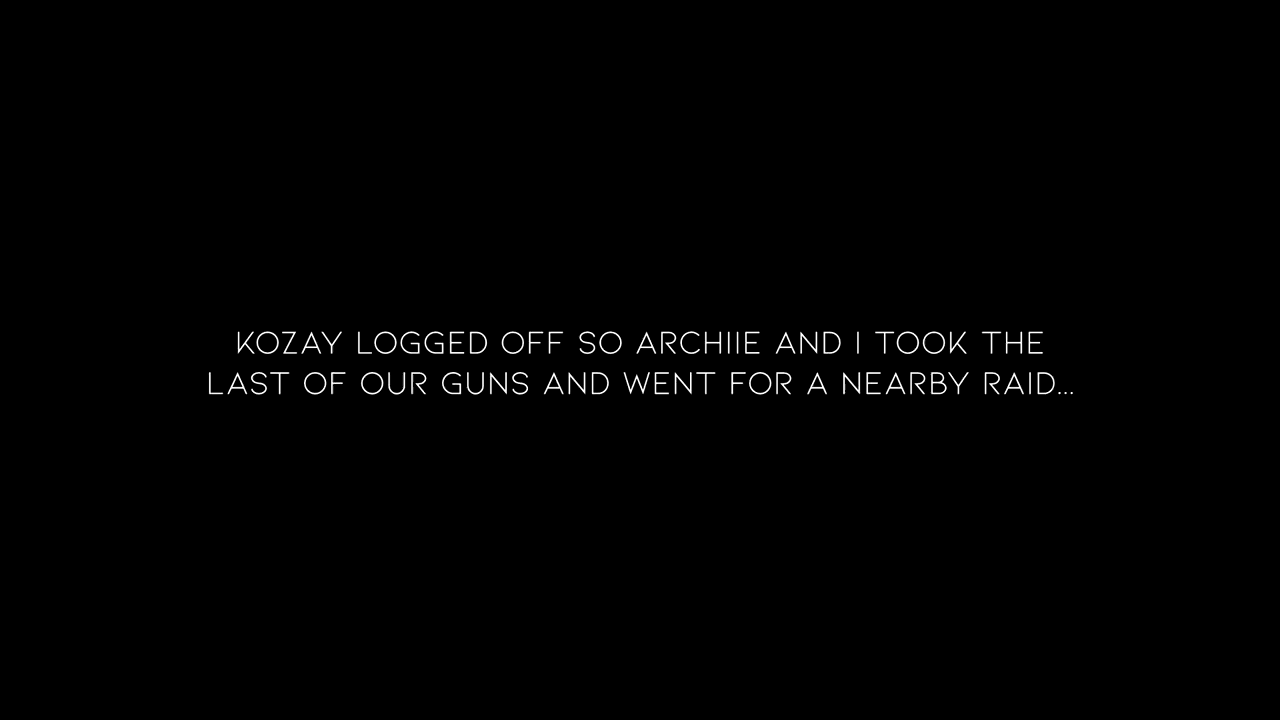 KOZAY LOGGED OFF SO ARCHIIE AND I TOOK THE
LAST OF OUR GUNS AND WENT FOR A NEARBY RAID...